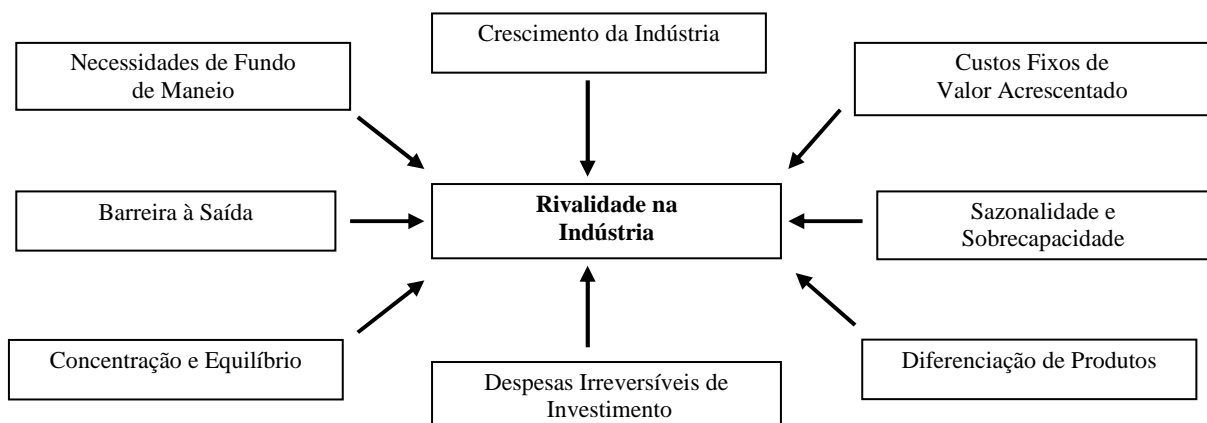 Crescimento da Indústria
Necessidades de Fundo
de Maneio
Custos Fixos de
Valor Acrescentado
Barreira à Saída
Rivalidade na
Indústria
Sazonalidade e
Sobrecapacidade
Concentração e Equilíbrio
Despesas Irreversíveis de
Investimento
Diferenciação de Produtos